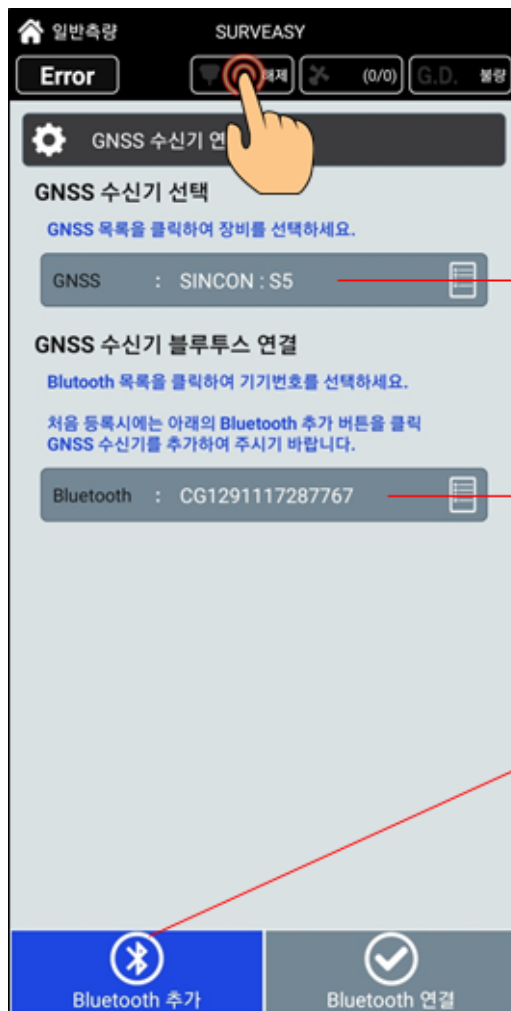 일반측량 SURVEASY
Error 해제 (0/0) G.D. 불량
GNSS 수신기 연
GNSS 수신기 선택
GNSS 목록을 클릭하여 장비를 선택하세요.
GNSS : SINCON : S5
GNSS 수신기 블루투스 연결
Blutooth 목록을 클릭하여 기기번호를 선택하세요.
처음 등록시에는 아래의 Bluetooth 추가 버튼을 클릭
GNSS 수신기를 추가하여 주시기 바랍니다.
Bluetooth : CG1291117287767
Bluetooth 추가 Bluetooth 연결